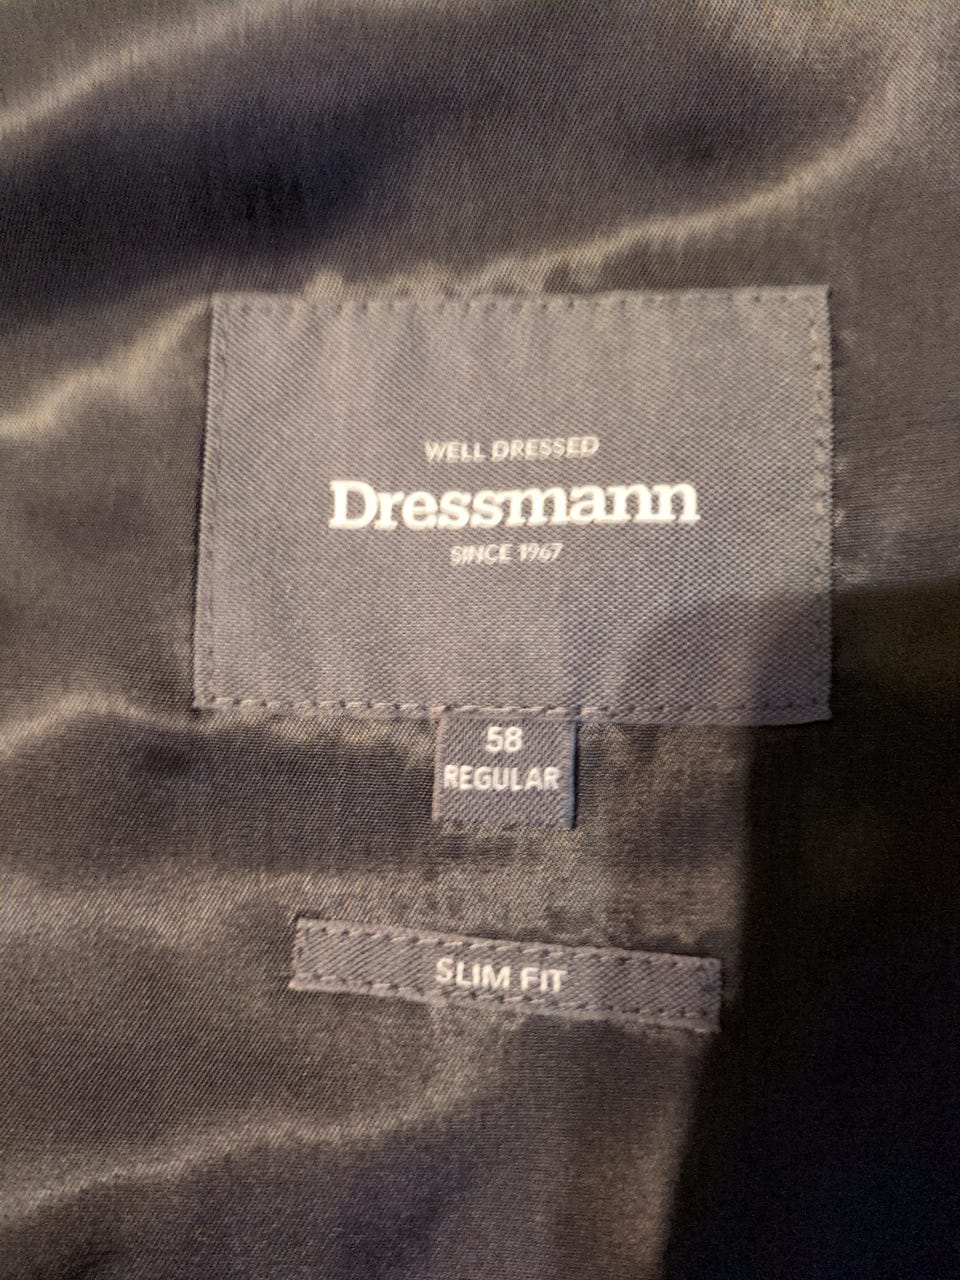 WELL DRESSED
Dressmann
SINCE 1967
58
REGULAR
SLIM FIT